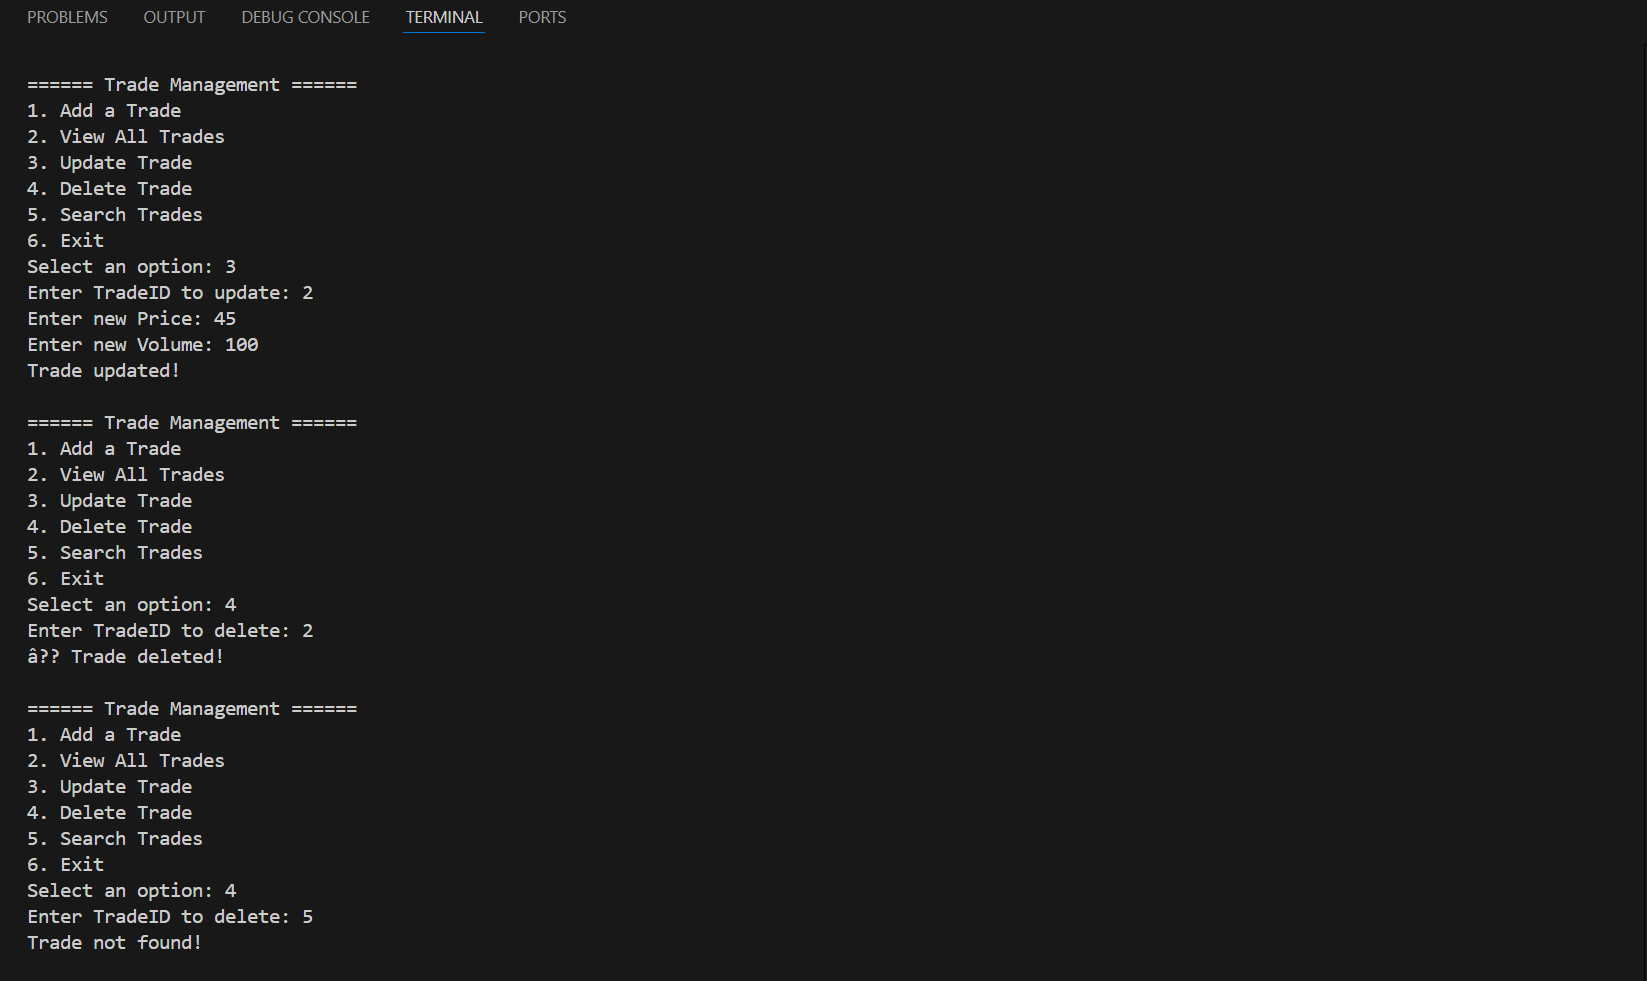 PROBLEMS OUTPUT DEBUG CONSOLE TERMINAL PORTS
====== Trade Management ======
1. Add a Trade
2. View All Trades
3. Update Trade
4. Delete Trade
5. Search Trades
6. Exit
Select an option: 3
Enter TradeID to update: 2
Enter new Price: 45
Enter new Volume: 100
Trade updated!
====== Trade Management ======
1. Add a Trade
2. View All Trades
3. Update Trade
4. Delete Trade
5. Search Trades
6. Exit
Select an option: 4
Enter TradeID to delete: 2
â?? Trade deleted!
====== Trade Management ======
1. Add a Trade
2. View All Trades
3. Update Trade
4. Delete Trade
5. Search Trades
6. Exit
Select an option: 4
Enter TradeID to delete: 5
Trade not found!